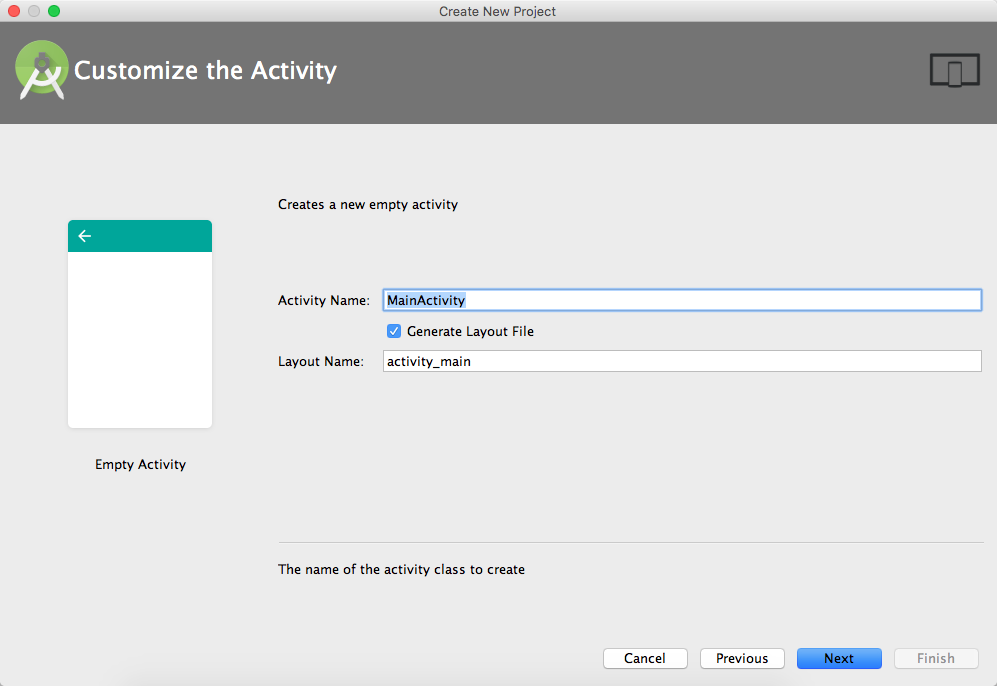 Create New Project
Customize the Activity
Creates a new empty activity
Activity Name: MainActivity
Generate Layout File
Layout Name: activity_main
Empty Activity
The name of the activity class to create
Cancel Previous Next Finish